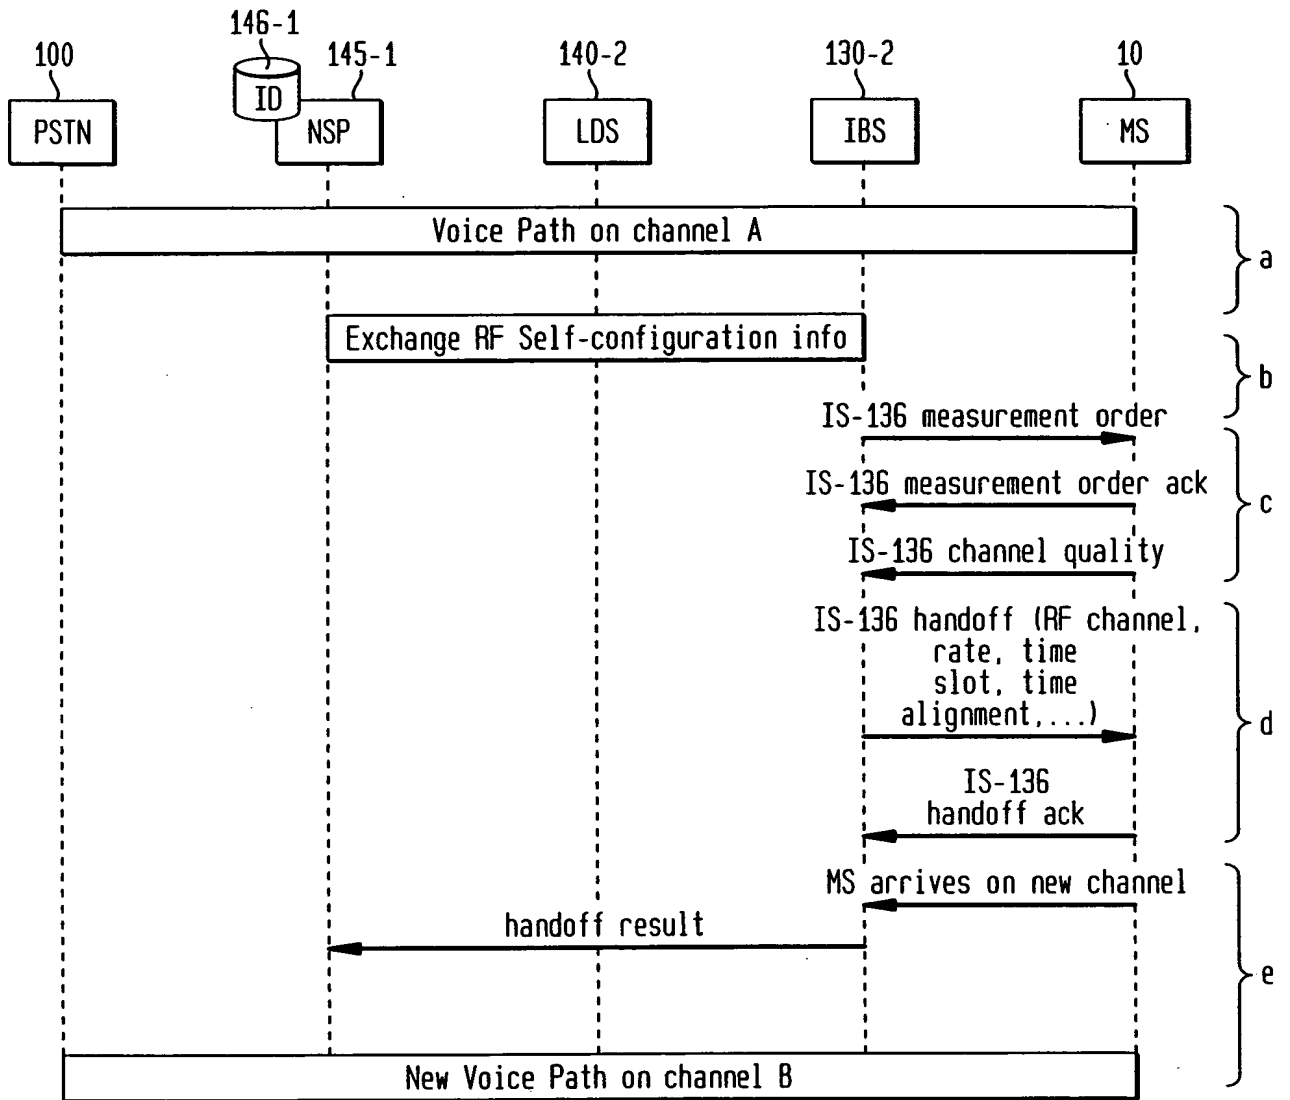 146-1
100
145-1
140-2
130-2
10
ID
PSTN
NSP
LDS
IBS
MS
Voice Path on channel A
a
Exchange RF Self-configuration info
b
IS-136 measurement order
IS-136 measurement order ack
c
IS-136 channel quality
IS-136 handoff (RF channel,
rate, time
slot, time
alignment,...)
d
IS-136
handoff ack
MS arrives on new channel
handoff result
e
New Voice Path on channel B